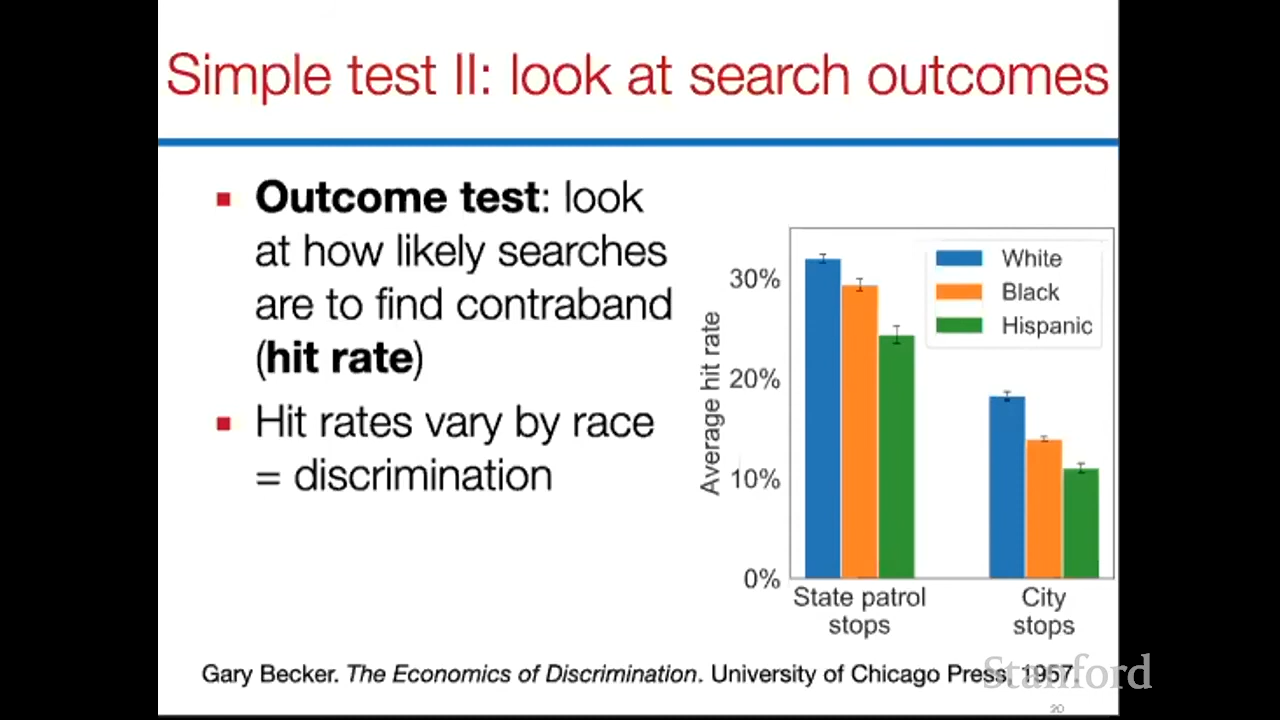 Simple test II: look at search outcomes
▪ Outcome test: look
at how likely searches
are to find contraband
(hit rate)
▪ Hit rates vary by race
= discrimination
Average hit rate
30%
20%
10%
0%
White
Black
Hispanic
State patrol
stops
City
stops
Gary Becker. The Economics of Discrimination. University of Chicago Press, 1957.
Stanford
20